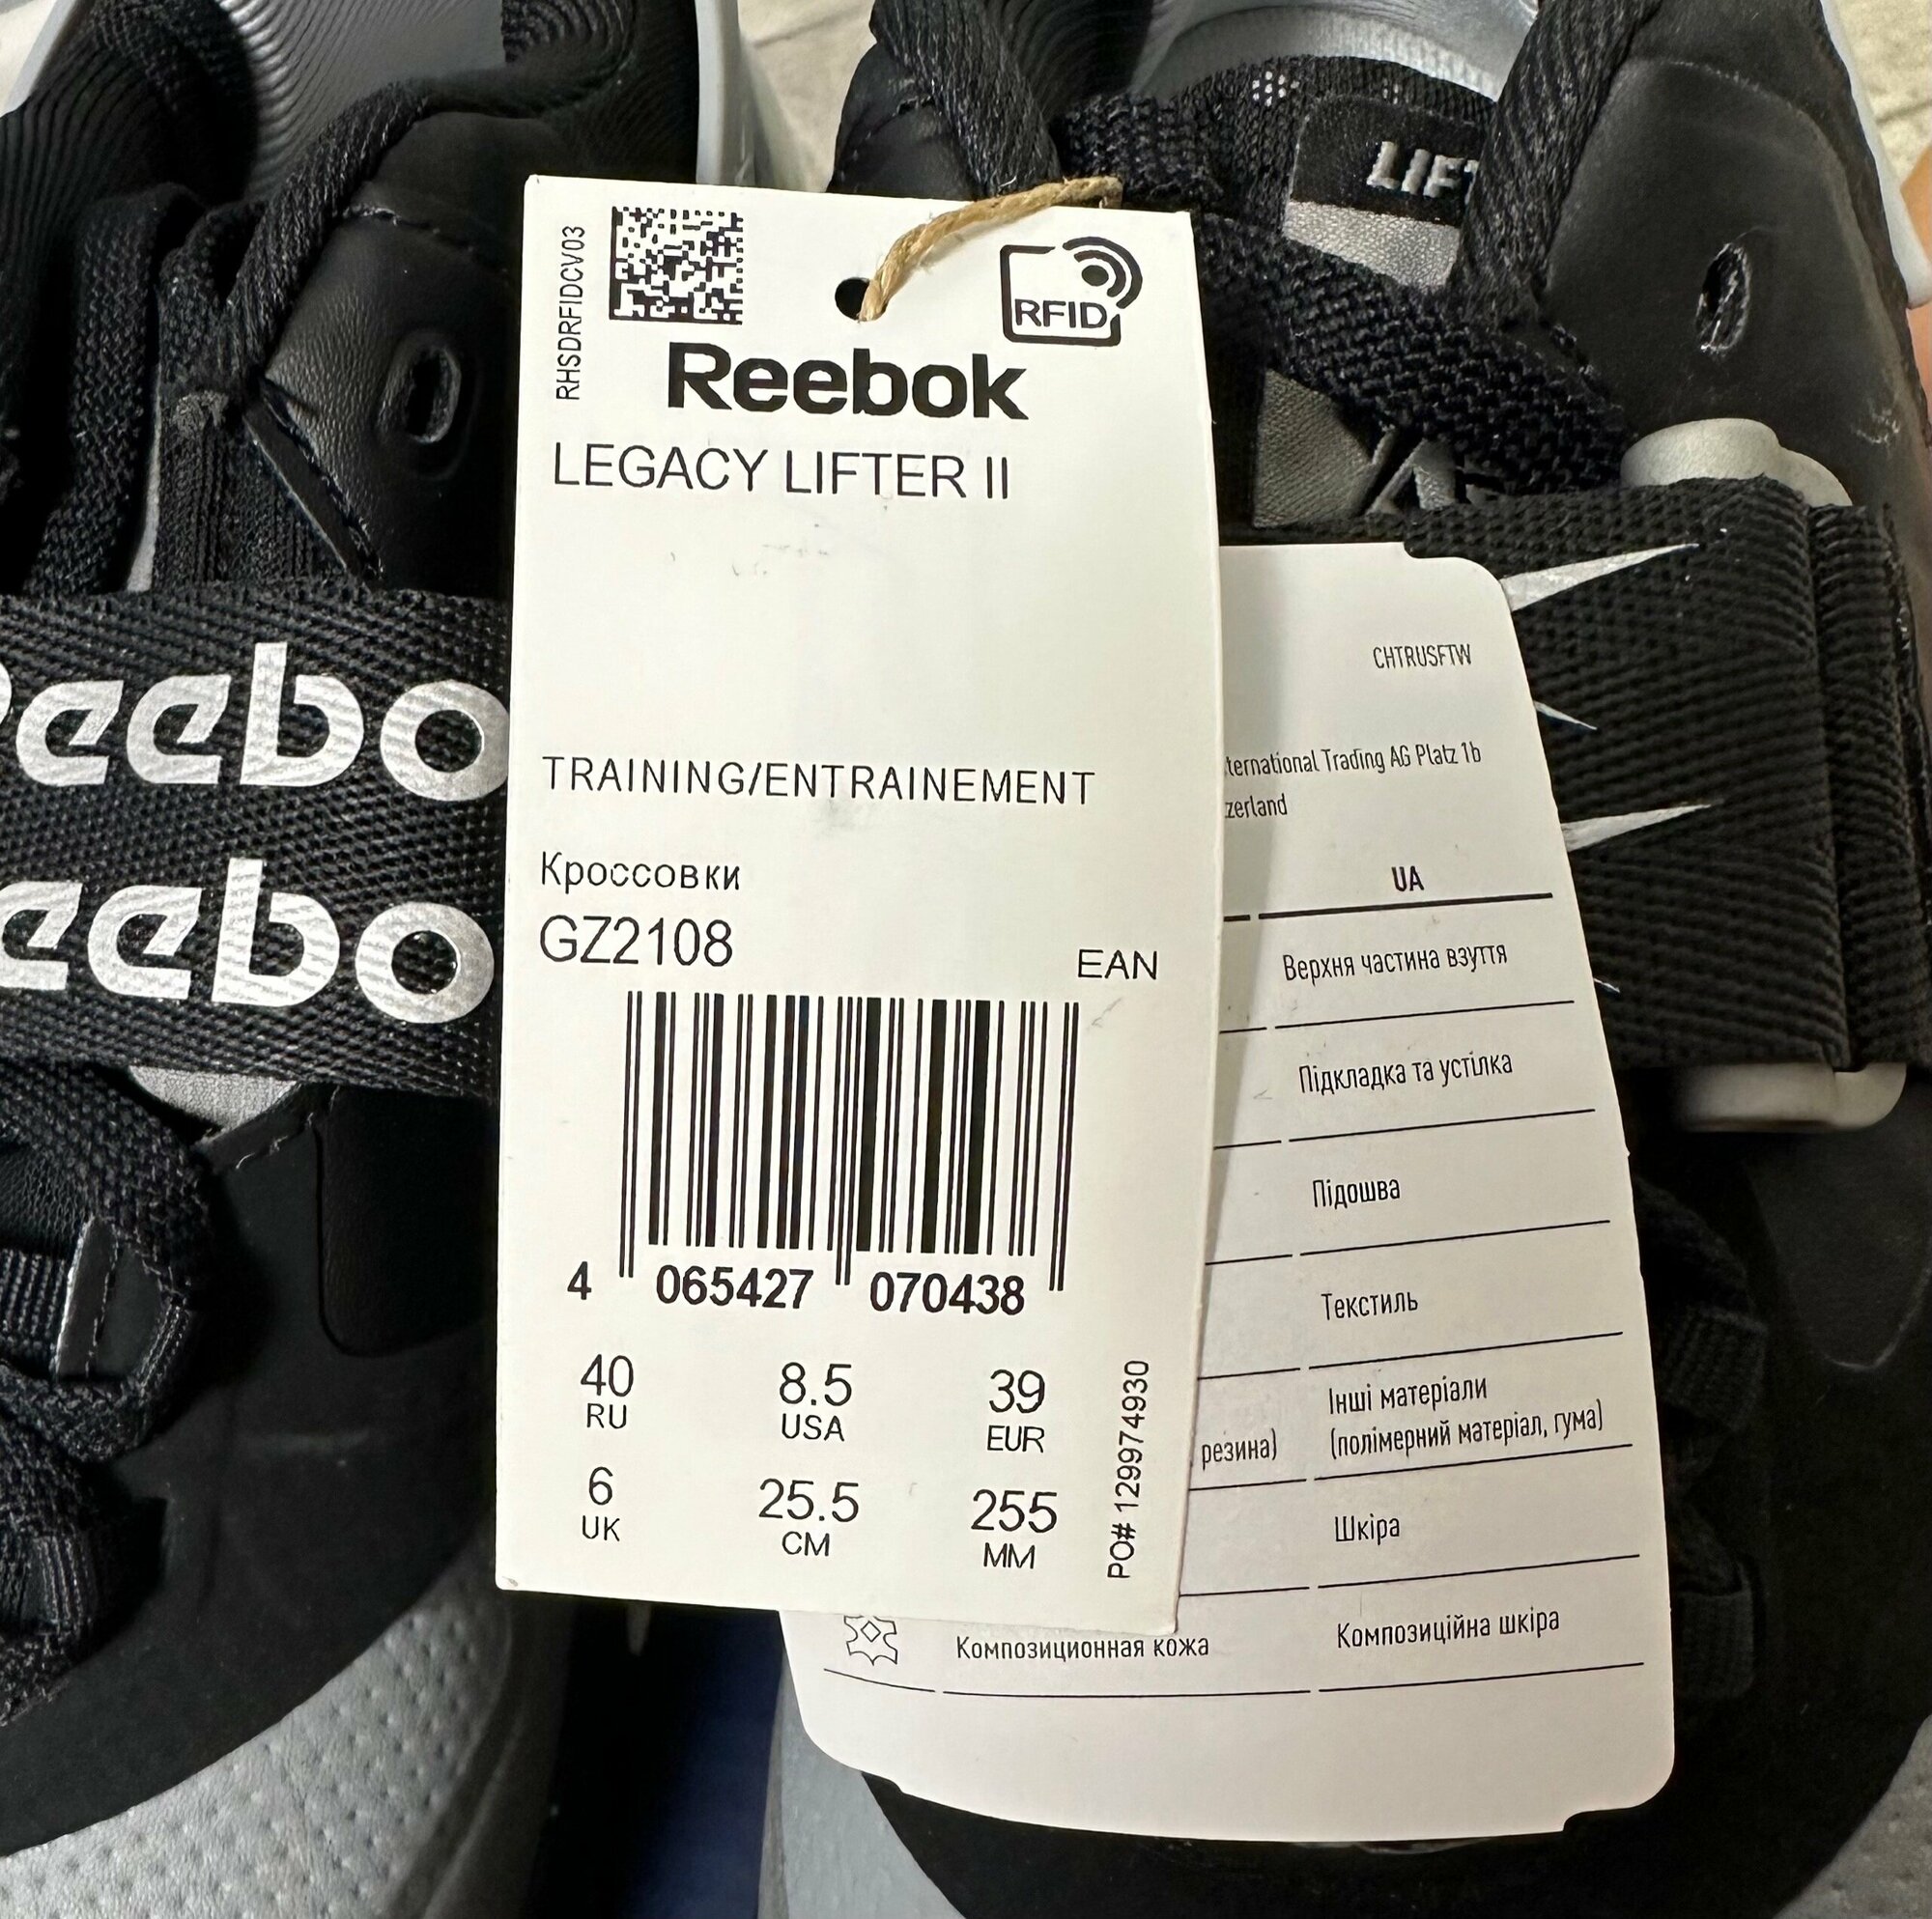 RHSDRFIDCV03
RFID
Reebok
LEGACY LIFTER II
TRAINING/ENTRAINEMENT
Кроссовки
GZ2108
EAN
4 065427 070438
40 8.5 39
RU USA EUR
6 25.5 255
UK CM MM
PO# 129974930
LIFT
Reebo
Reebo
CHTRUSFTW
ternational Trading AG Platz 1b
zerland
UA
Верхня частина взуття
Підкладка та устілка
Підошва
Текстиль
Інші матеріали
резина) (полімерний матеріал, гума)
Шкіра
Композиционная кожа Композиційна шкіра